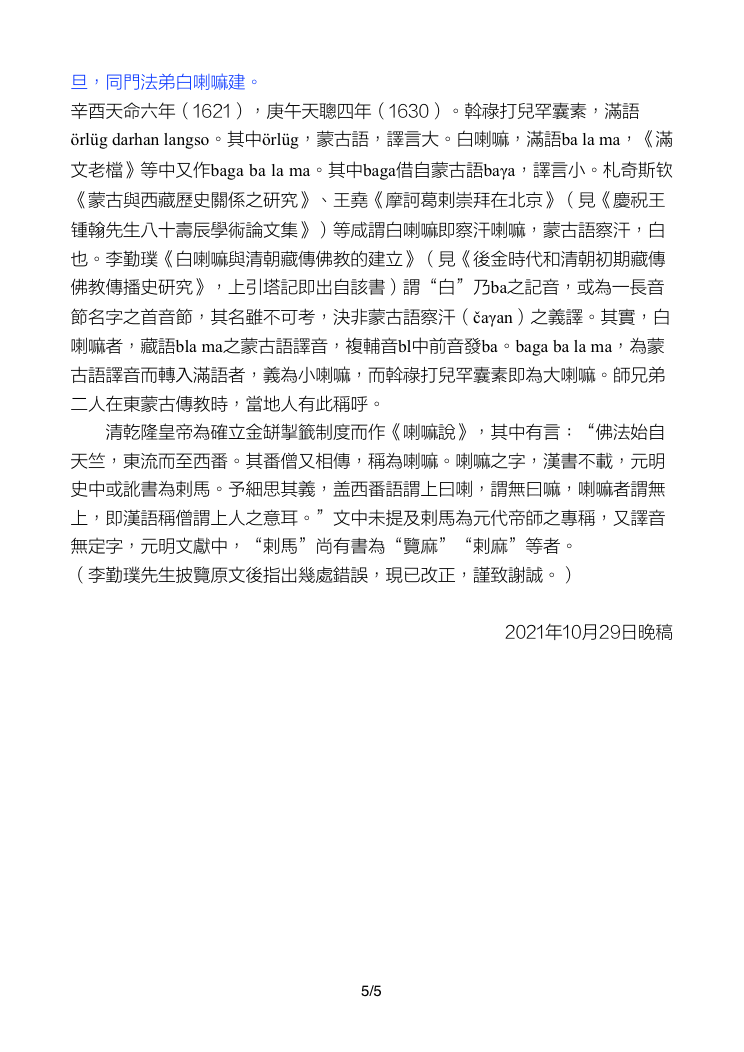 旦，同門法弟白喇嘛建。
辛酉天命六年（1621），庚午天聰四年（1630）。斡祿打兒罕囊素，滿語
örlüg darhan langso。其中örlüg，蒙古語，譯言大。白喇嘛，滿語ba la ma，《滿
文老檔》等中又作baga ba la ma。其中baga借自蒙古語baγa，譯言小。札奇斯钦
《蒙古與西藏歷史關係之研究》、王堯《摩訶葛剌崇拜在北京》（見《慶祝王
锺翰先生八十壽辰學術論文集》）等咸謂白喇嘛即察汗喇嘛，蒙古語察汗，白
也。李勤璞《白喇嘛與清朝藏傳佛教的建立》（見《後金時代和清朝初期藏傳
佛教傳播史研究》，上引塔記即出自該書）謂“白”乃ba之記音，或為一長音
節名字之首音節，其名雖不可考，決非蒙古語察汗（čaγan）之義譯。其實，白
喇嘛者，藏語bla ma之蒙古語譯音，複輔音bl中前音發ba。baga ba la ma，為蒙
古語譯音而轉入滿語者，義為小喇嘛，而斡祿打兒罕囊素即為大喇嘛。師兄弟
二人在東蒙古傳教時，當地人有此稱呼。
清乾隆皇帝為確立金缾掣籤制度而作《喇嘛說》，其中有言：“佛法始自
天竺，東流而至西番。其番僧又相傳，稱為喇嘛。喇嘛之字，漢書不載，元明
史中或訛書為剌馬。予細思其義，盖西番語謂上曰喇，謂無曰嘛，喇嘛者謂無
上，即漢語稱僧謂上人之意耳。”文中未提及剌馬為元代帝師之專稱，又譯音
無定字，元明文獻中，“剌馬”尚有書為“覽麻”“剌麻”等者。
（李勤璞先生披覽原文後指出幾處錯誤，現已改正，謹致謝誠。）
2021年10月29日晚稿
5/5